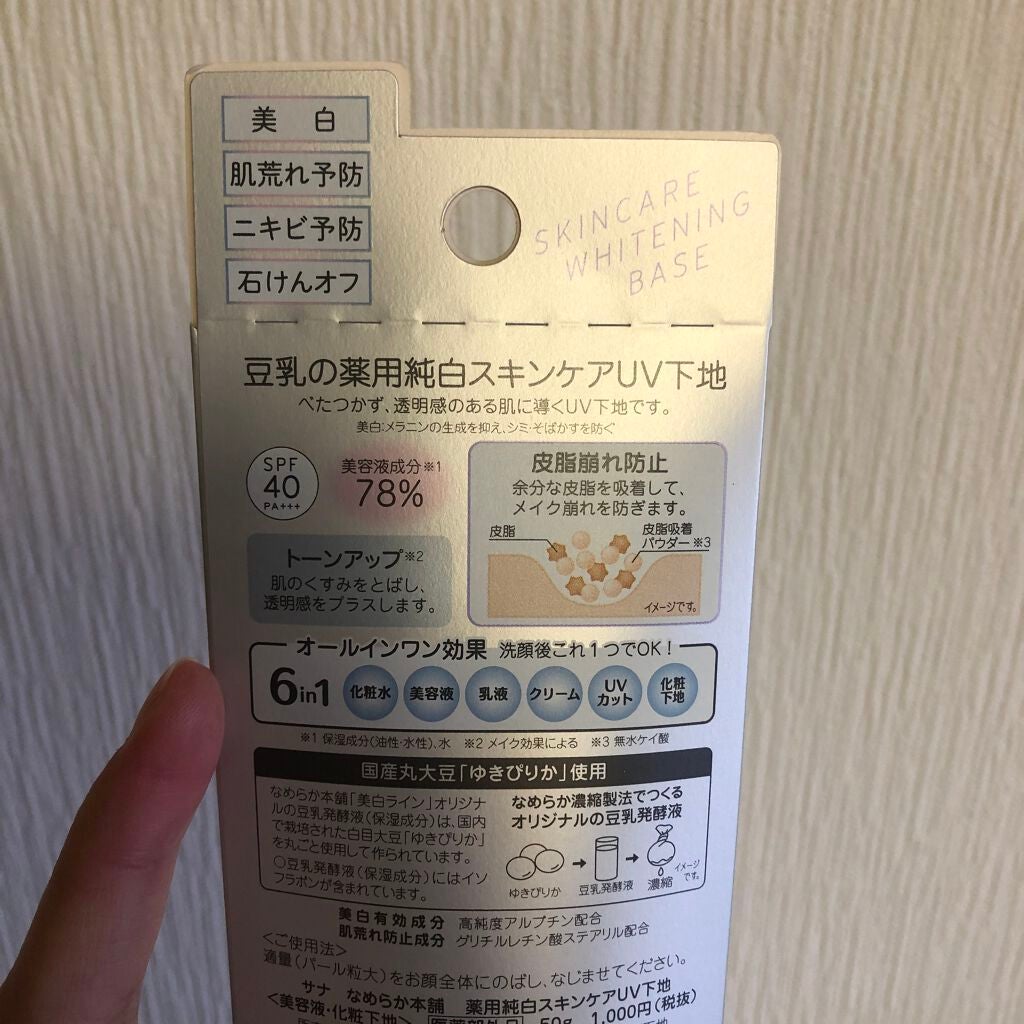 美 白
肌荒れ予防
ニキビ予防
石けんオフ
SKINCARE
WHITENING
BASE
豆乳の薬用純白スキンケアUV下地
べたつかず、透明感のある肌に導くUV下地です。
美白:メラニンの生成を抑え、シミ・そばかすを防ぐ
SPF
40
PA+++
美容液成分※1
78%
トーンアップ※2
肌のくすみをとばし、
透明感をプラスします。
皮脂崩れ防止
余分な皮脂を吸着して、
メイク崩れを防ぎます。
皮脂
皮脂吸着
パウダー※3
イメージです。
オールインワン効果 洗顔後これ1つでOK!
6in1
化粧水
美容液
乳液
クリーム
UV
カット
化粧
下地
※1 保湿成分(油性・水性)、水 ※2 メイク効果による ※3 無水ケイ酸
国産丸大豆「ゆきぴりか」使用
なめらか本舗「美白ライン」オリジナ
ルの豆乳発酵液(保湿成分)は、国内
で栽培された白目大豆「ゆきぴりか」
を丸ごと使用して作られています。
○豆乳発酵液(保湿成分)にはイソ
フラボンが含まれています。
なめらか濃縮製法でつくる
オリジナルの豆乳発酵液
ゆきぴりか
豆乳発酵液
濃縮
イメージ
です。
美白有効成分 高純度アルブチン配合
肌荒れ防止成分 グリチルレチン酸ステアリル配合
<ご使用法>
適量(パール粒大)をお顔全体にのばし、なじませてください。
サナ なめらか本舗 薬用純白スキンケアUV下地
<美容液・化粧下地> 医薬部外品 50g 1,000円(税抜)